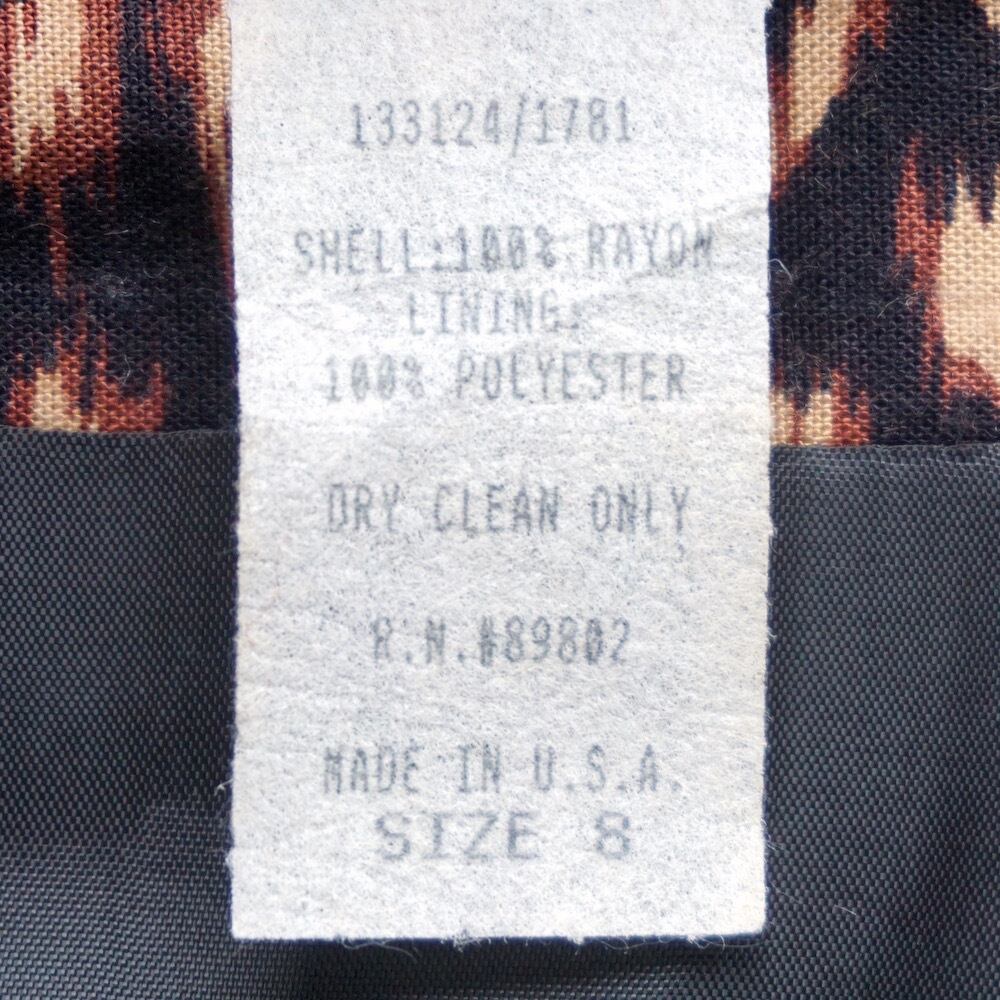 133124/1781
SHELL:100% RAYON
LINING:
100% POLYESTER
DRY CLEAN ONLY
R.N.#89802
MADE IN U.S.A.
SIZE 8